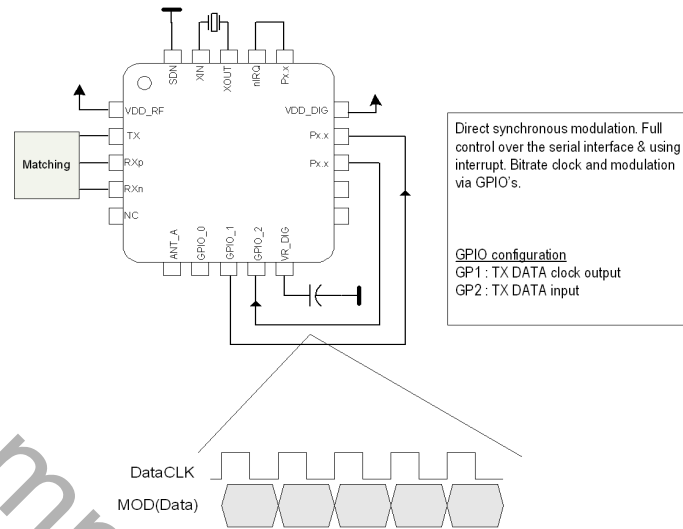 SDN
XIN
XOUT
nIRQ
Px.x
VDD_RF
VDD_DIG
TX
Px.x
Matching
RXp
Px.x
RXn
NC
ANT_A
GPIO_0
GPIO_1
GPIO_2
VR_DIG
Direct synchronous modulation. Full
control over the serial interface & using
interrupt. Bitrate clock and modulation
via GPIO's.
GPIO configuration
GP1 : TX DATA clock output
GP2 : TX DATA input
DataCLK
MOD(Data)